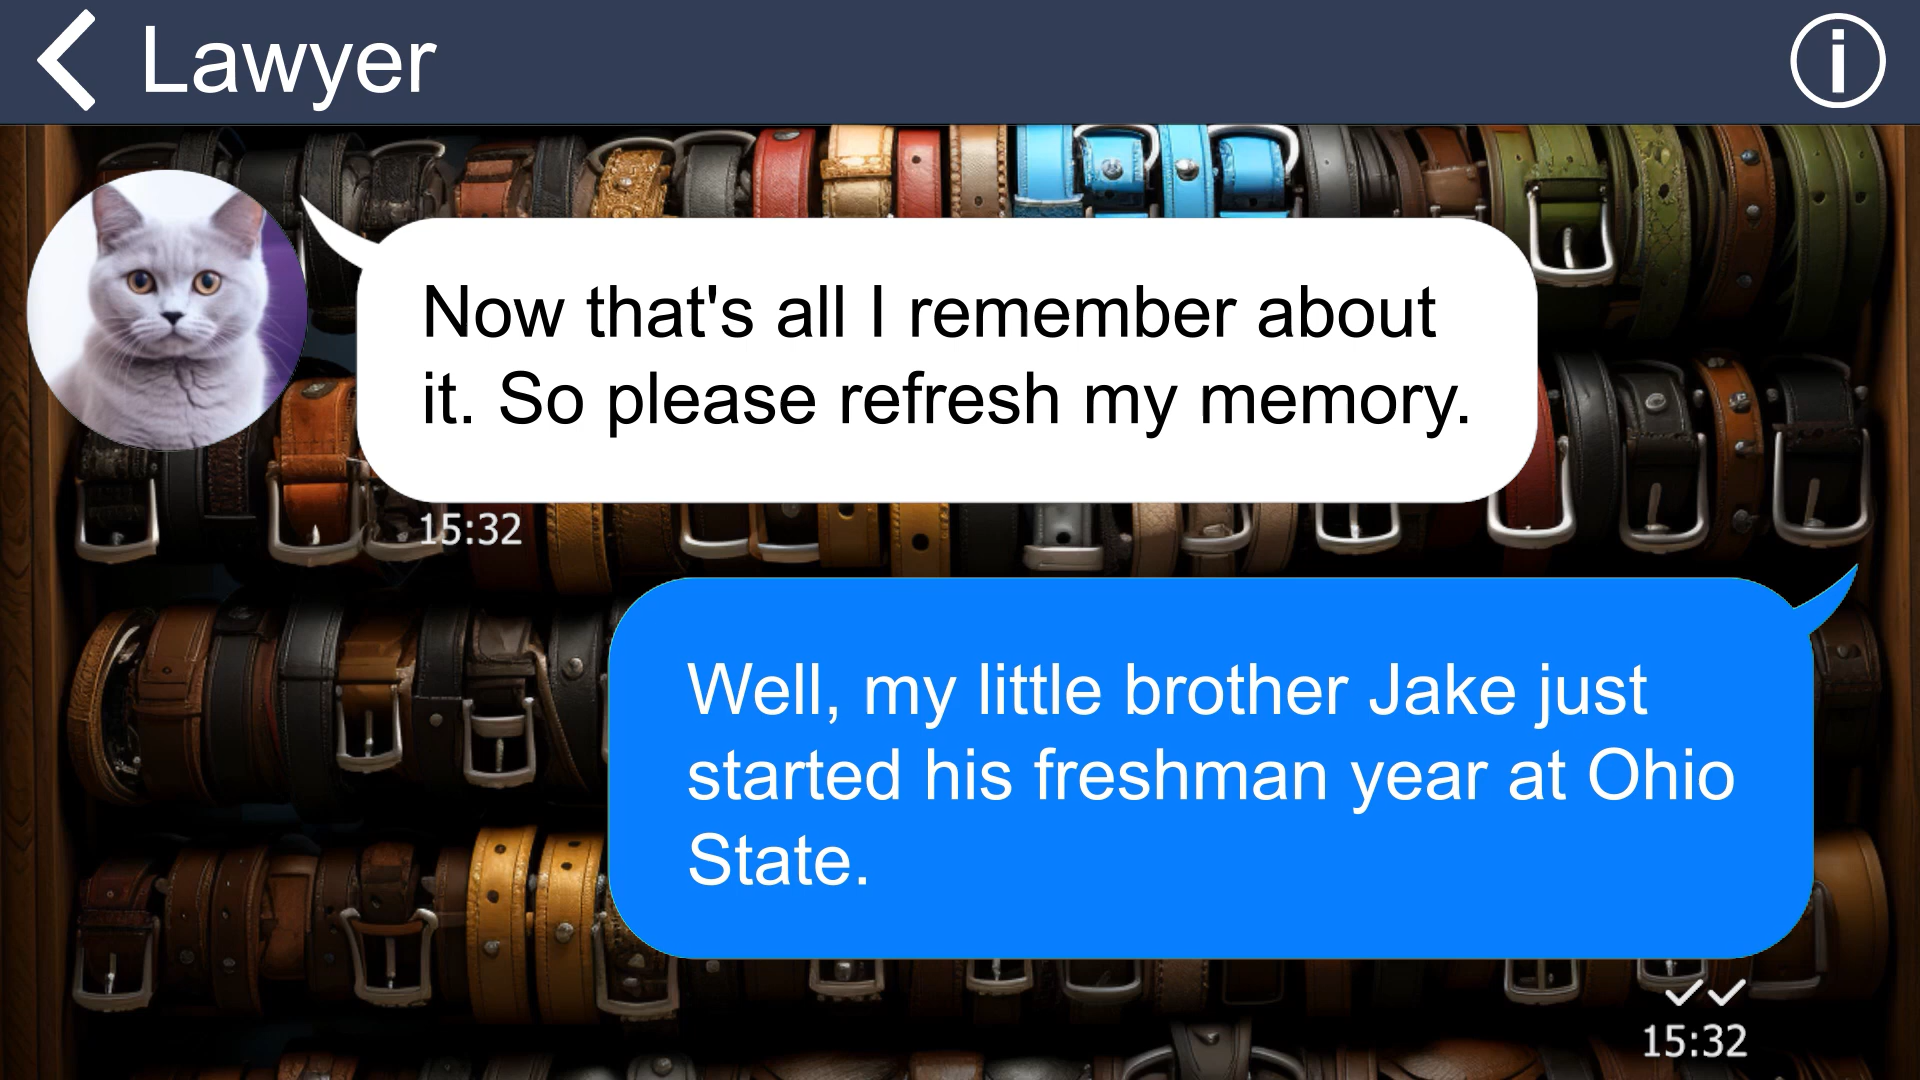 Lawyer
Now that's all I remember about
it. So please refresh my memory.
15:32
Well, my little brother Jake just
started his freshman year at Ohio
State.
15:32